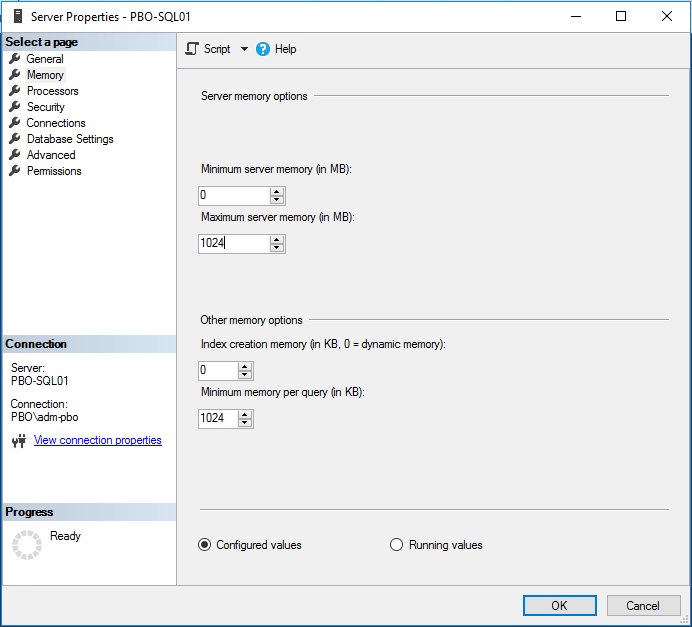 Server Properties - PBO-SQL01
Select a page
General
Memory
Processors
Security
Connections
Database Settings
Advanced
Permissions
Connection
Server:
PBO-SQL01
Connection:
PBO\adm-pbo
View connection properties
Progress
Ready
Script
Help
Server memory options
Minimum server memory (in MB):
0
Maximum server memory (in MB):
1024
Other memory options
Index creation memory (in KB, 0 = dynamic memory):
0
Minimum memory per query (in KB):
1024
Configured values
Running values
OK
Cancel